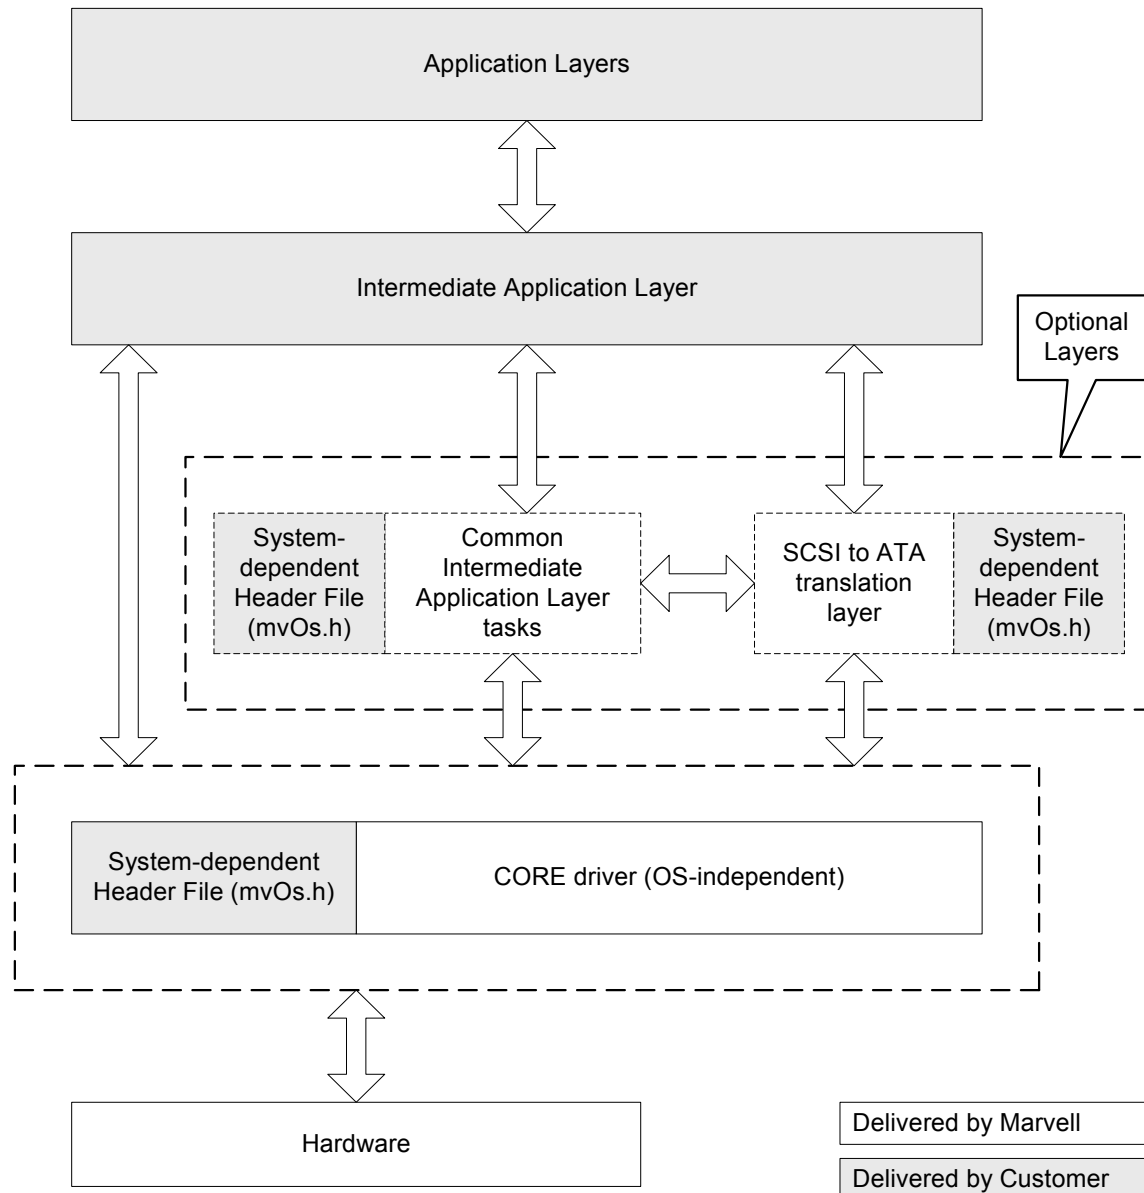 Application Layers
Intermediate Application Layer
Optional
Layers
System-
dependent
Header File
(mvOs.h)
Common
Intermediate
Application Layer
tasks
SCSI to ATA
translation
layer
System-
dependent
Header File
(mvOs.h)
System-dependent
Header File (mvOs.h)
CORE driver (OS-independent)
Hardware
Delivered by Marvell
Delivered by Customer